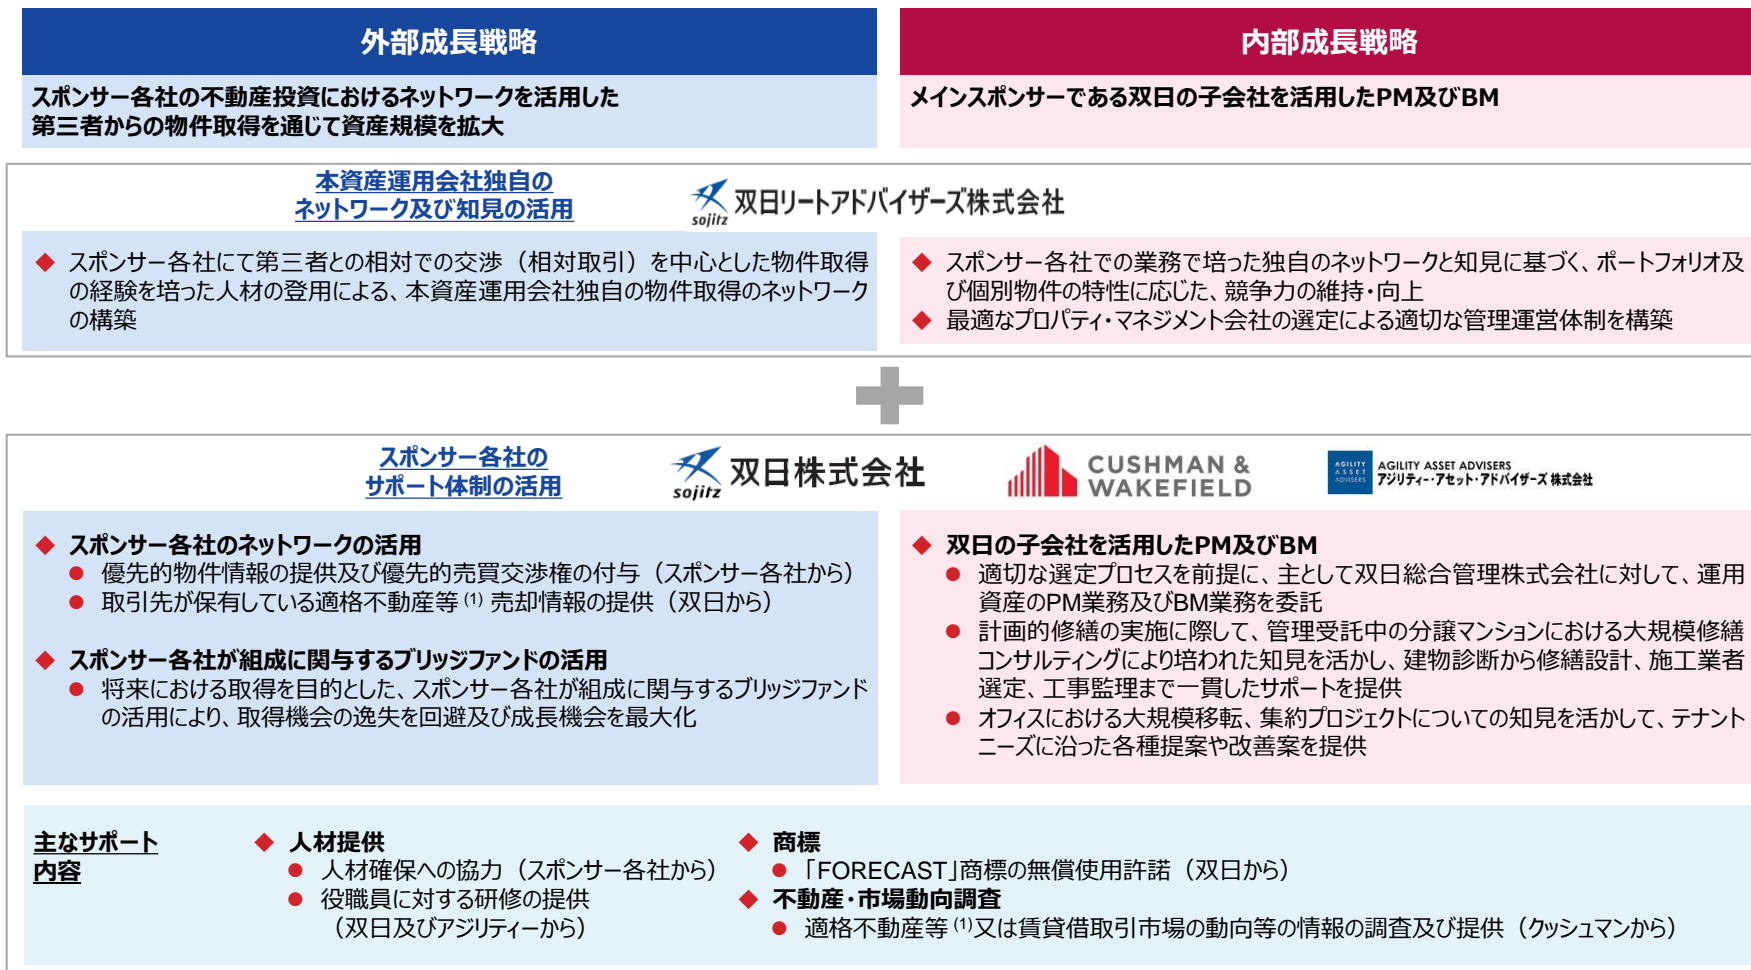 外部成長戦略
内部成長戦略
スポンサー各社の不動産投資におけるネットワークを活用した
第三者からの物件取得を通じて資産規模を拡大
メインスポンサーである双日の子会社を活用したPM及びBM
本資産運用会社独自の
ネットワーク及び知見の活用
sojitz 双日リートアドバイザーズ株式会社
◆ スポンサー各社にて第三者との相対での交渉（相対取引）を中心とした物件取得
の経験を培った人材の登用による、本資産運用会社独自の物件取得のネットワーク
の構築
◆ スポンサー各社での業務で培った独自のネットワークと知見に基づく、ポートフォリオ及
び個別物件の特性に応じた、競争力の維持・向上
◆ 最適なプロパティ・マネジメント会社の選定による適切な管理運営体制を構築
スポンサー各社の
サポート体制の活用
sojitz 双日株式会社
CUSHMAN &
WAKEFIELD
AGILITY
ASSET
ADVISERS
AGILITY ASSET ADVISERS
アジリティー・アセット・アドバイザーズ 株式会社
◆ スポンサー各社のネットワークの活用
● 優先的物件情報の提供及び優先的売買交渉権の付与（スポンサー各社から）
● 取引先が保有している適格不動産等(1) 売却情報の提供（双日から）
◆ スポンサー各社が組成に関与するブリッジファンドの活用
● 将来における取得を目的とした、スポンサー各社が組成に関与するブリッジファンド
の活用により、取得機会の逸失を回避及び成長機会を最大化
◆ 双日の子会社を活用したPM及びBM
● 適切な選定プロセスを前提に、主として双日総合管理株式会社に対して、運用
資産のPM業務及びBM業務を委託
● 計画的修繕の実施に際して、管理受託中の分譲マンションにおける大規模修繕
コンサルティングにより培われた知見を活かし、建物診断から修繕設計、施工業者
選定、工事監理まで一貫したサポートを提供
● オフィスにおける大規模移転、集約プロジェクトについての知見を活かして、テナント
ニーズに沿った各種提案や改善案を提供
主なサポート
内容
◆ 人材提供
● 人材確保への協力（スポンサー各社から）
● 役職員に対する研修の提供
（双日及びアジリティーから）
◆ 商標
● 「FORECAST」商標の無償使用許諾（双日から）
◆ 不動産・市場動向調査
● 適格不動産等(1)又は賃貸借取引市場の動向等の情報の調査及び提供（クッシュマンから）